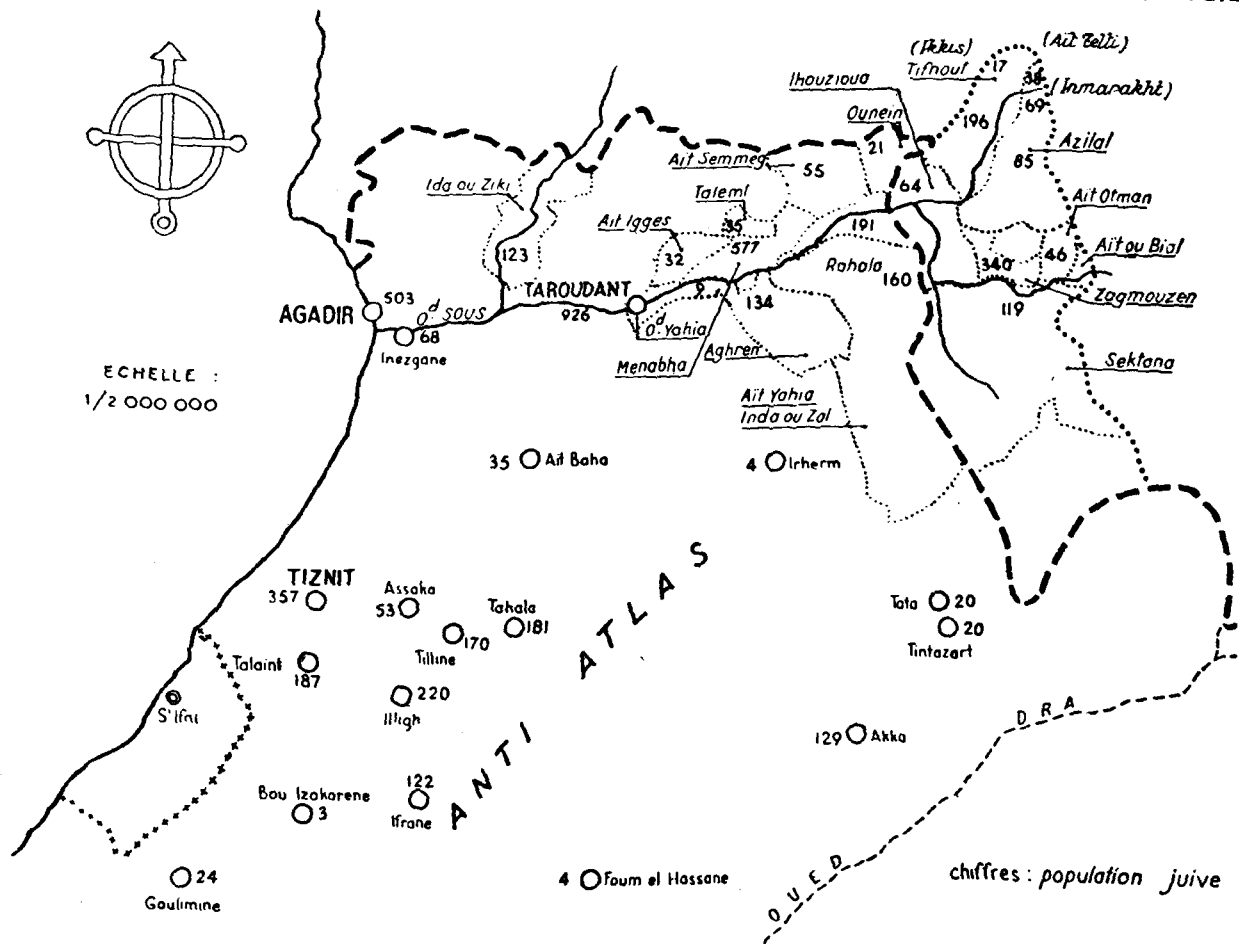 (Ikkis)
Tifnout
17
(Ait Telti)
38
(Inmarakht)
69
Ihouzioua
Ounein
196
Azilal
85
21
Ait Semmeg
55
64
Ida ou Ziki
Talemt
35
Ait Otman
Ait Igges
32
577
191
Ait ou Bial
123
Rahala
160
340
46
Zagmouzen
TAROUDANT
9
134
119
AGADIR
503
Od SOUS
926
68
Inezgane
Od Yahia
Menabha
Aghren
Sektana
ECHELLE :
1/2 000 000
Ait Yahia
Inda ou Zal
35 Ait Baha
4 Irherm
TIZNIT
357
Assaka
53
Tahala
181
170
Tilline
Tata 20
20
Tintazart
Talaint
187
220
Illigh
S' Ifni
ANTI ATLAS
129 Akka
OUED DRA
Bou Izakarene
3
122
Ifrane
24
Goulimine
4 Foum el Hassane
chiffres : population juive